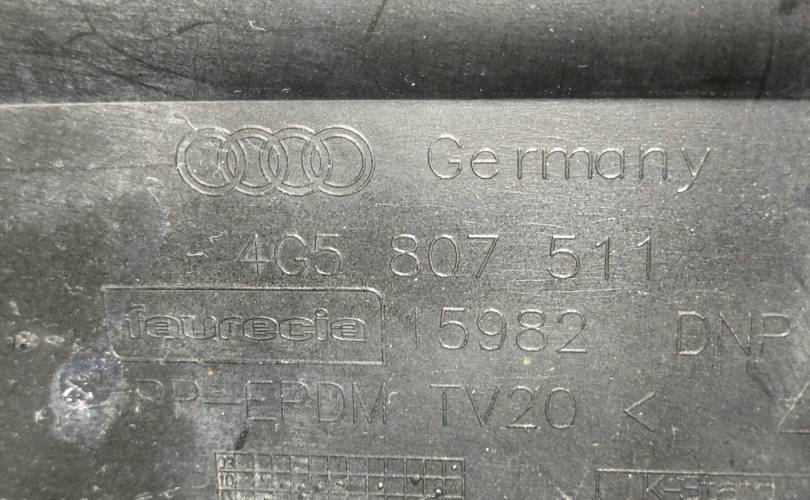 Germany
4G5 807 511
faurecia 15982 DNP
PP-EPDM TV20 <